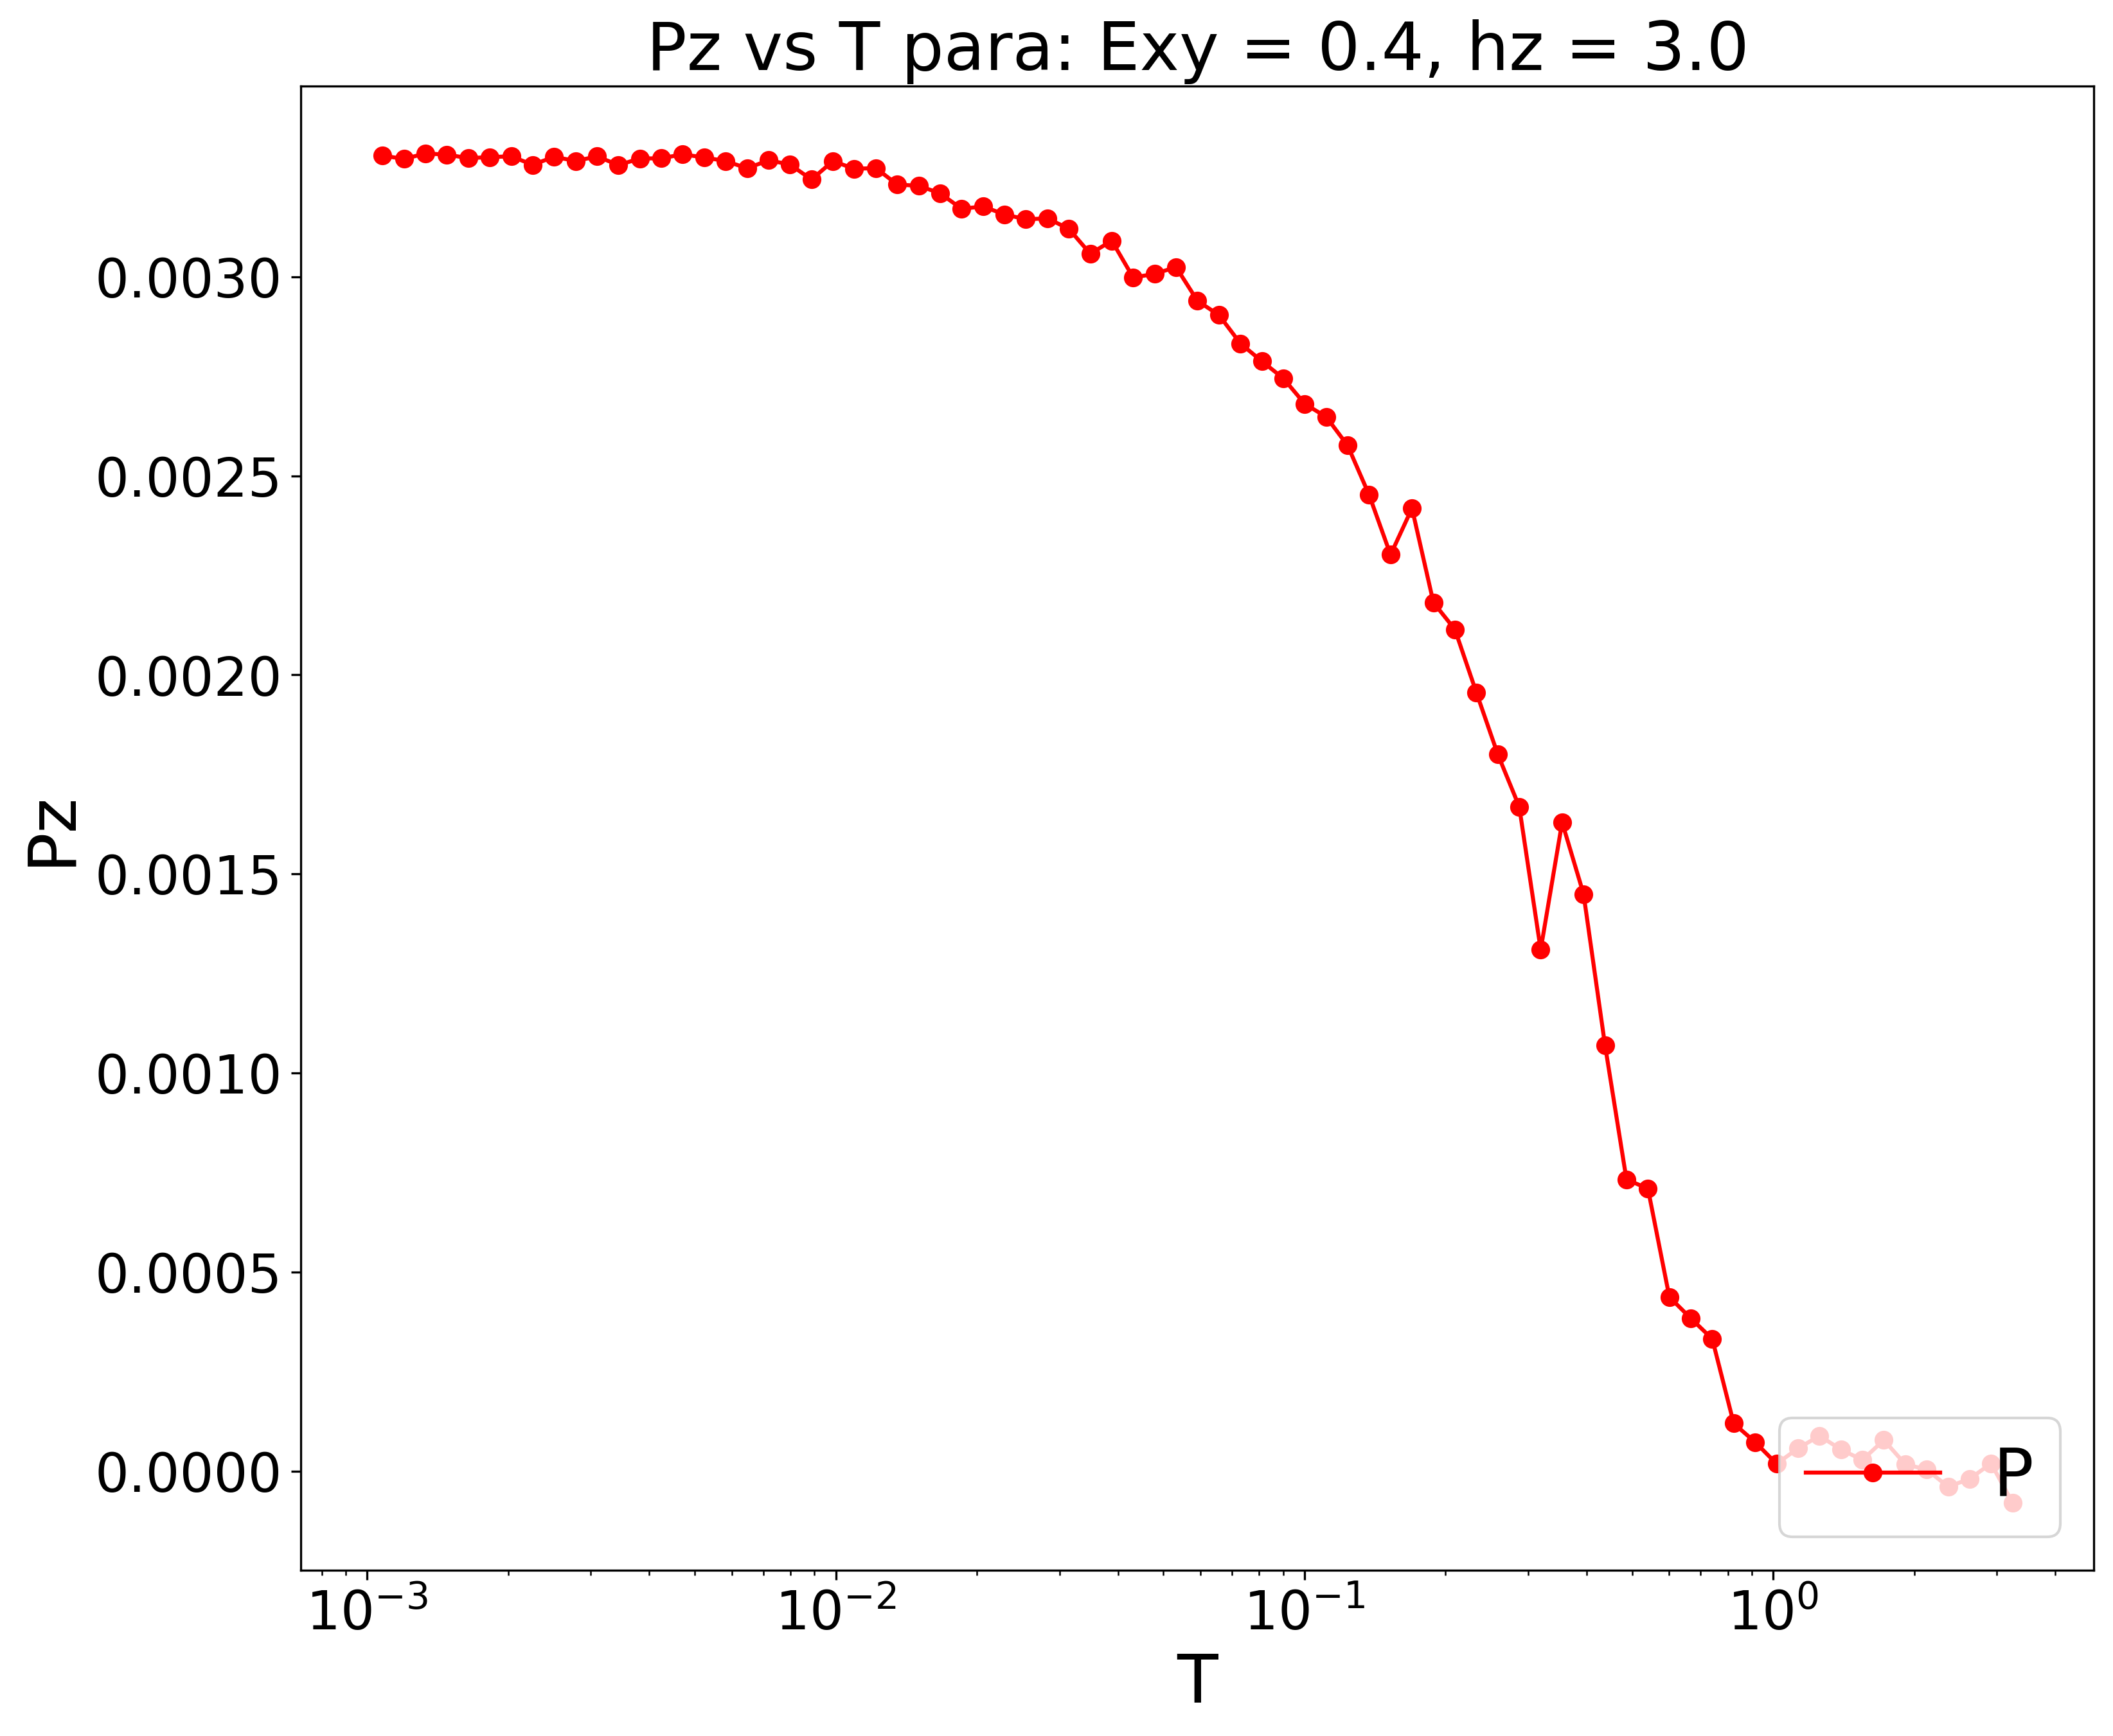 Pz vs T para: Exy = 0.4, hz = 3.0
Pz
0.0030
0.0025
0.0020
0.0015
0.0010
0.0005
0.0000
P
10⁻³ 10⁻² 10⁻¹ 10⁰
T